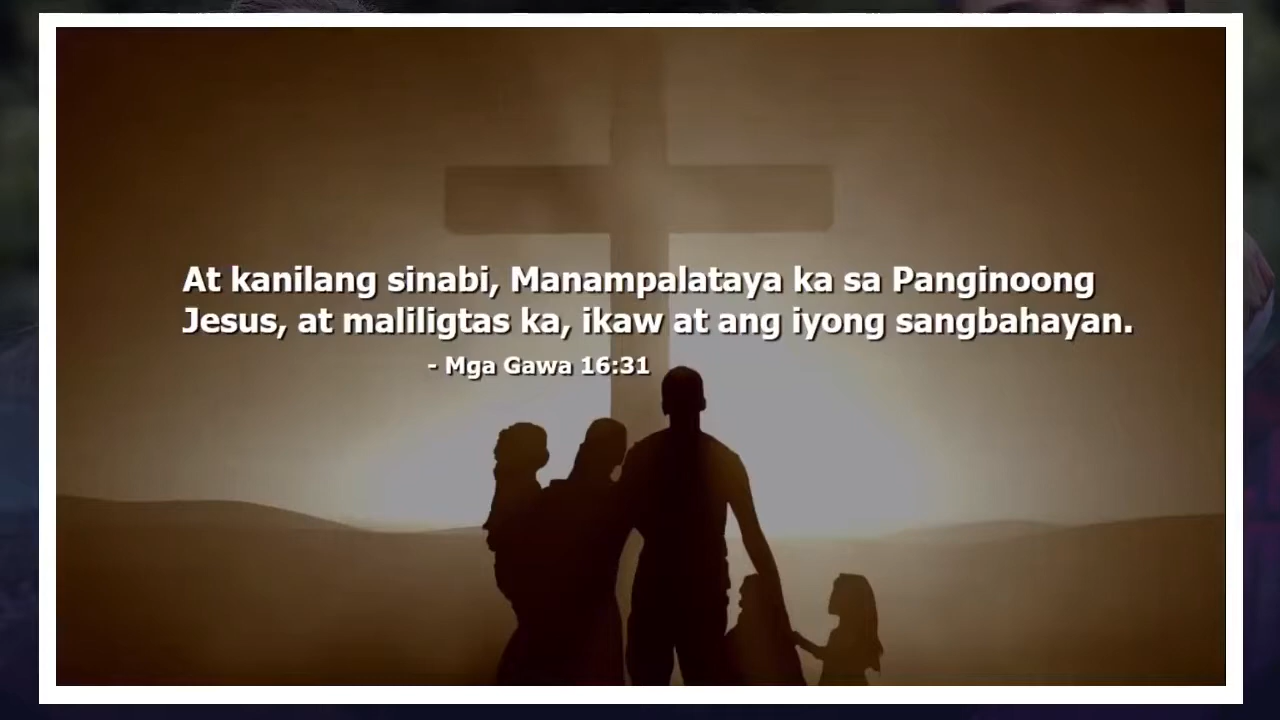 At kanilang sinabi, Manampalataya ka sa Panginoong
Jesus, at maliligtas ka, ikaw at ang iyong sangbahayan.
- Mga Gawa 16:31